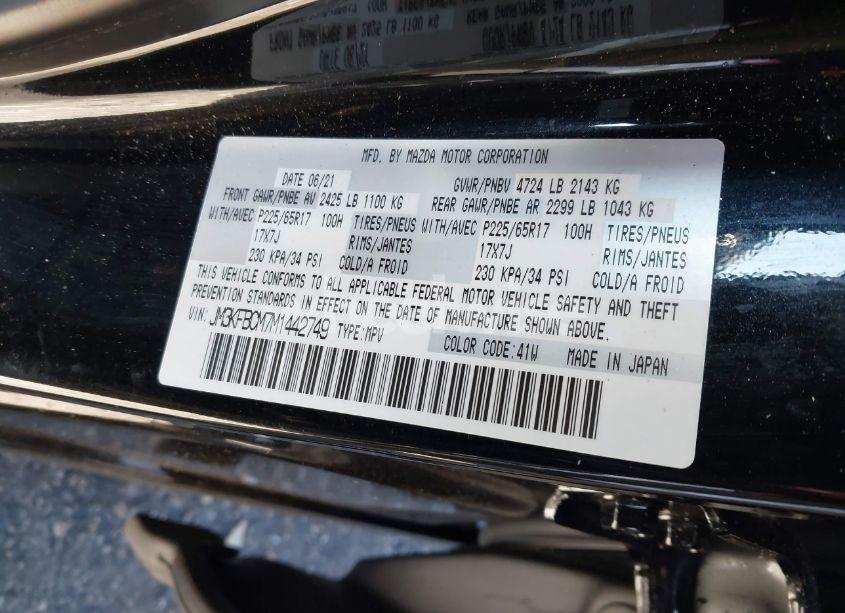 MFD. BY MAZDA MOTOR CORPORATION
DATE 06/21 GVWR/PNBV 4724 LB 2143 KG
FRONT GAWR/PNBE AV 2425 LB 1100 KG REAR GAWR/PNBE AR 2299 LB 1043 KG
WITH/AVEC P225/65R17 100H TIRES/PNEUS WITH/AVEC P225/65R17 100H TIRES/PNEUS
17X7J RIMS/JANTES 17X7J RIMS/JANTES
230 KPA/34 PSI COLD/A FROID 230 KPA/34 PSI COLD/A FROID
THIS VEHICLE CONFORMS TO ALL APPLICABLE FEDERAL MOTOR VEHICLE SAFETY AND THEFT
PREVENTION STANDARDS IN EFFECT ON THE DATE OF MANUFACTURE SHOWN ABOVE.
VIN: JM3KFBCM7M1442749 TYPE:MPV
COLOR CODE:41W MADE IN JAPAN